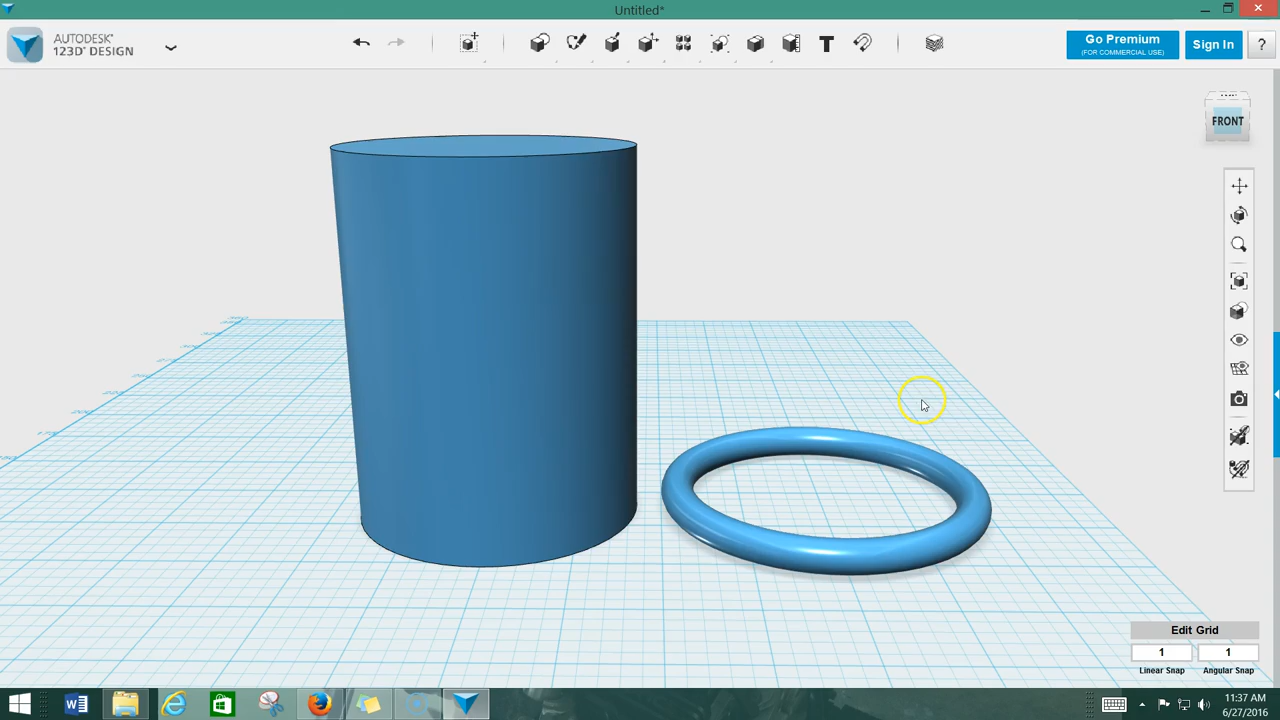 Untitled*
AUTODESK
123D® DESIGN
T
Go Premium
(FOR COMMERCIAL USE)
Sign In
?
FRONT
Edit Grid
1
1
Linear Snap
Angular Snap
11:37 AM
6/27/2016